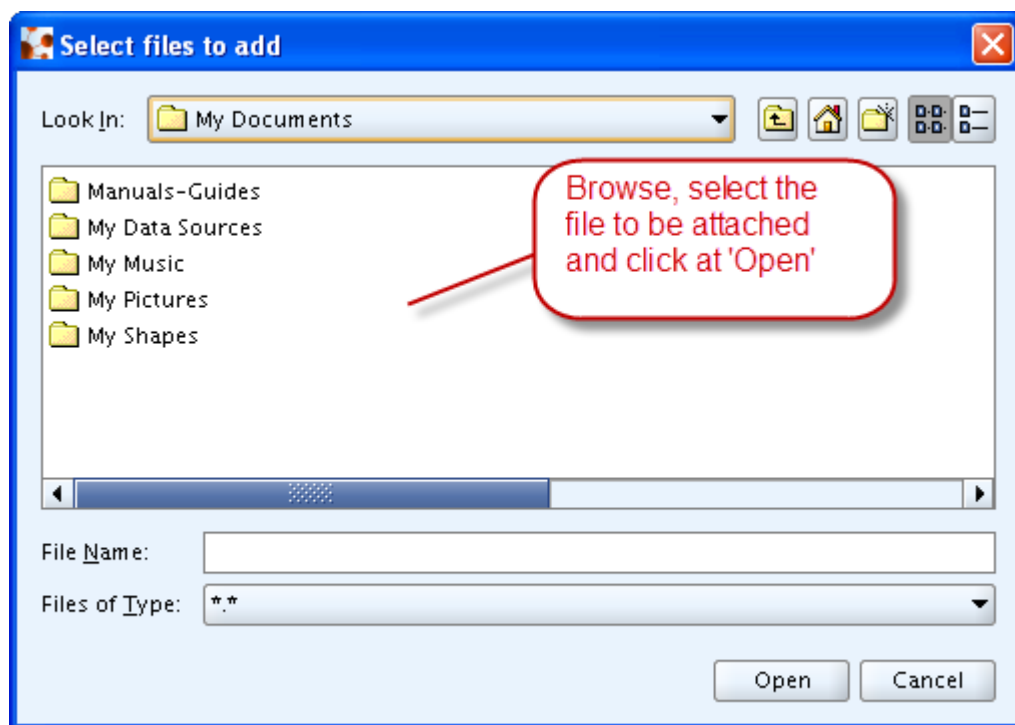 Select files to add
Look In: My Documents
Manuals-Guides
My Data Sources
My Music
My Pictures
My Shapes
Browse, select the
file to be attached
and click at 'Open'
File Name:
Files of Type: *.*
Open Cancel